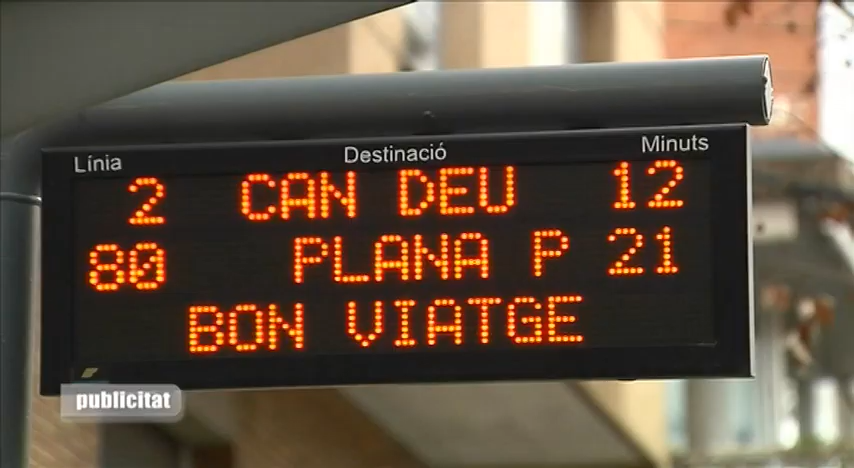 Línia Destinació Minuts
2 CAN DEU 12
80 PLANA P 21
BON VIATGE
publicitat